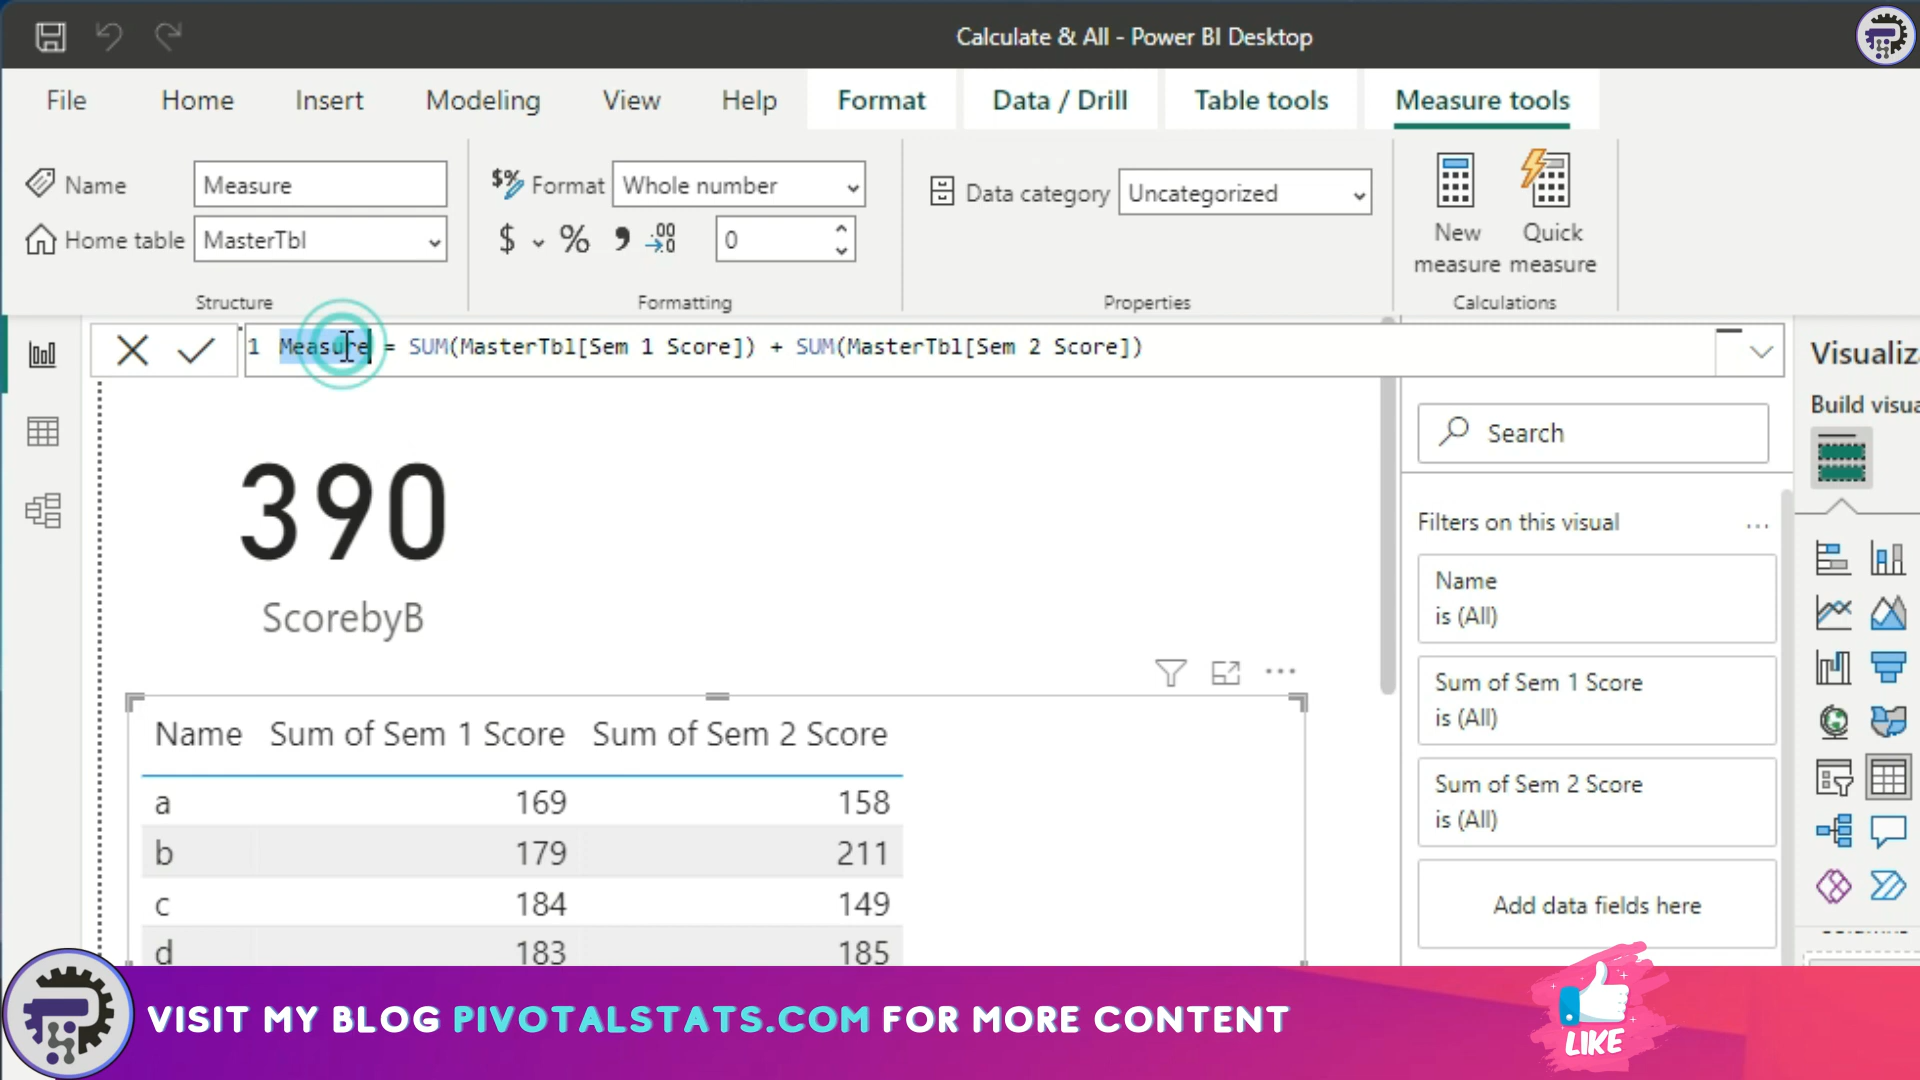 Calculate & All - Power BI Desktop
File Home Insert Modeling View Help Format Data / Drill Table tools Measure tools
Name Measure
Home table MasterTbl
Structure
$% Format Whole number
$ % , .00 →.0 0
Formatting
Data category Uncategorized
Properties
New measure
Quick measure
Calculations
1 Measure = SUM(MasterTbl[Sem 1 Score]) + SUM(MasterTbl[Sem 2 Score])
390
ScorebyB
Name Sum of Sem 1 Score Sum of Sem 2 Score
a 169 158
b 179 211
c 184 149
d 183 185
Search
Filters on this visual ...
Name
is (All)
Sum of Sem 1 Score
is (All)
Sum of Sem 2 Score
is (All)
Add data fields here
Visualiz
Build visua
VISIT MY BLOG PIVOTALSTATS.COM FOR MORE CONTENT
LIKE